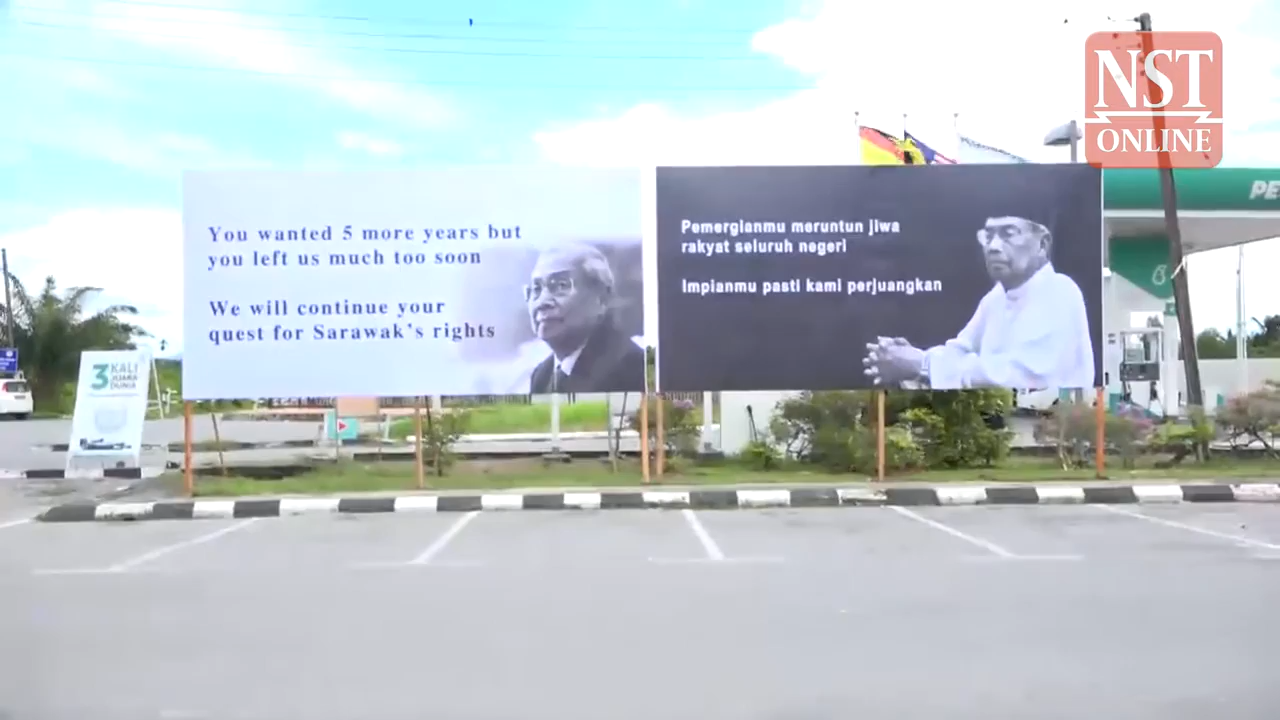 NST
ONLINE
You wanted 5 more years but
you left us much too soon
We will continue your
quest for Sarawak's rights
Pemergianmu meruntun jiwa
rakyat seluruh negeri
Impianmu pasti kami perjuangkan
PE
3 KALI
JUARA
DUNIA